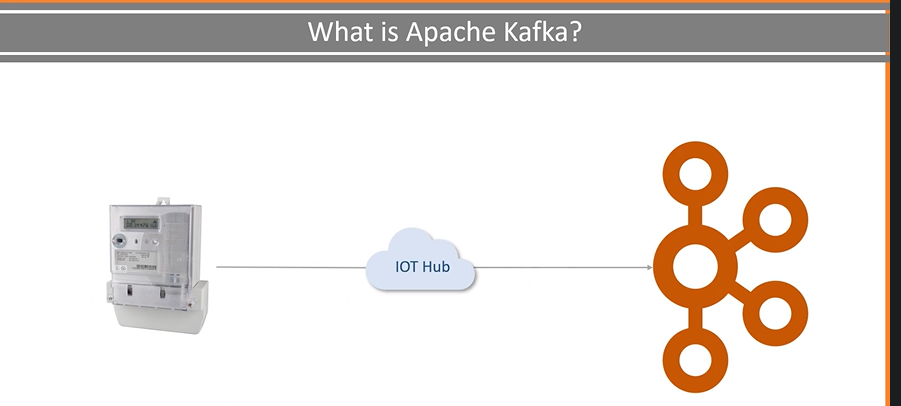 What is Apache Kafka?
IOT Hub